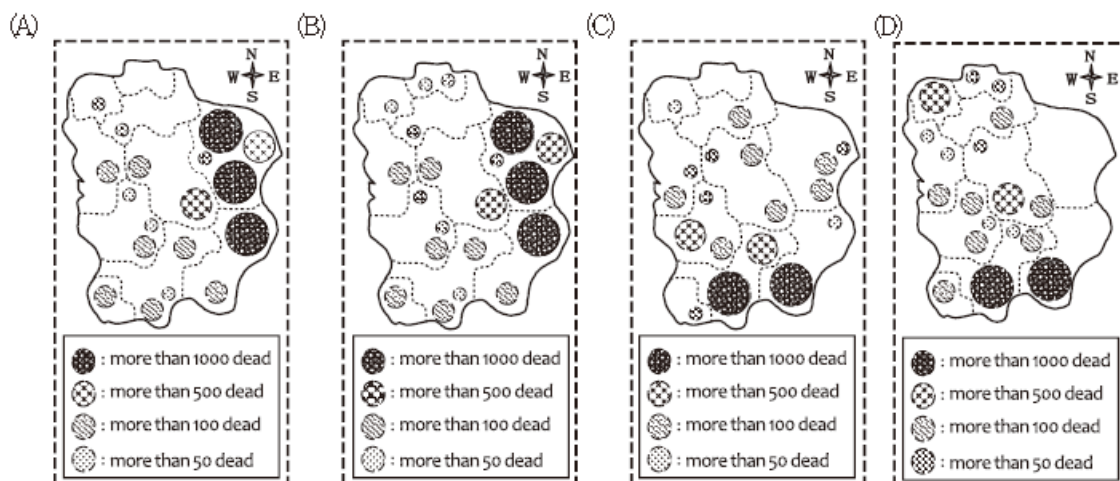 (A)
N
W E
S
: more than 1000 dead
: more than 500 dead
: more than 100 dead
: more than 50 dead
(B)
N
W E
S
: more than 1000 dead
: more than 500 dead
: more than 100 dead
: more than 50 dead
(C)
N
W E
S
: more than 1000 dead
: more than 500 dead
: more than 100 dead
: more than 50 dead
(D)
N
W E
S
: more than 1000 dead
: more than 500 dead
: more than 100 dead
: more than 50 dead